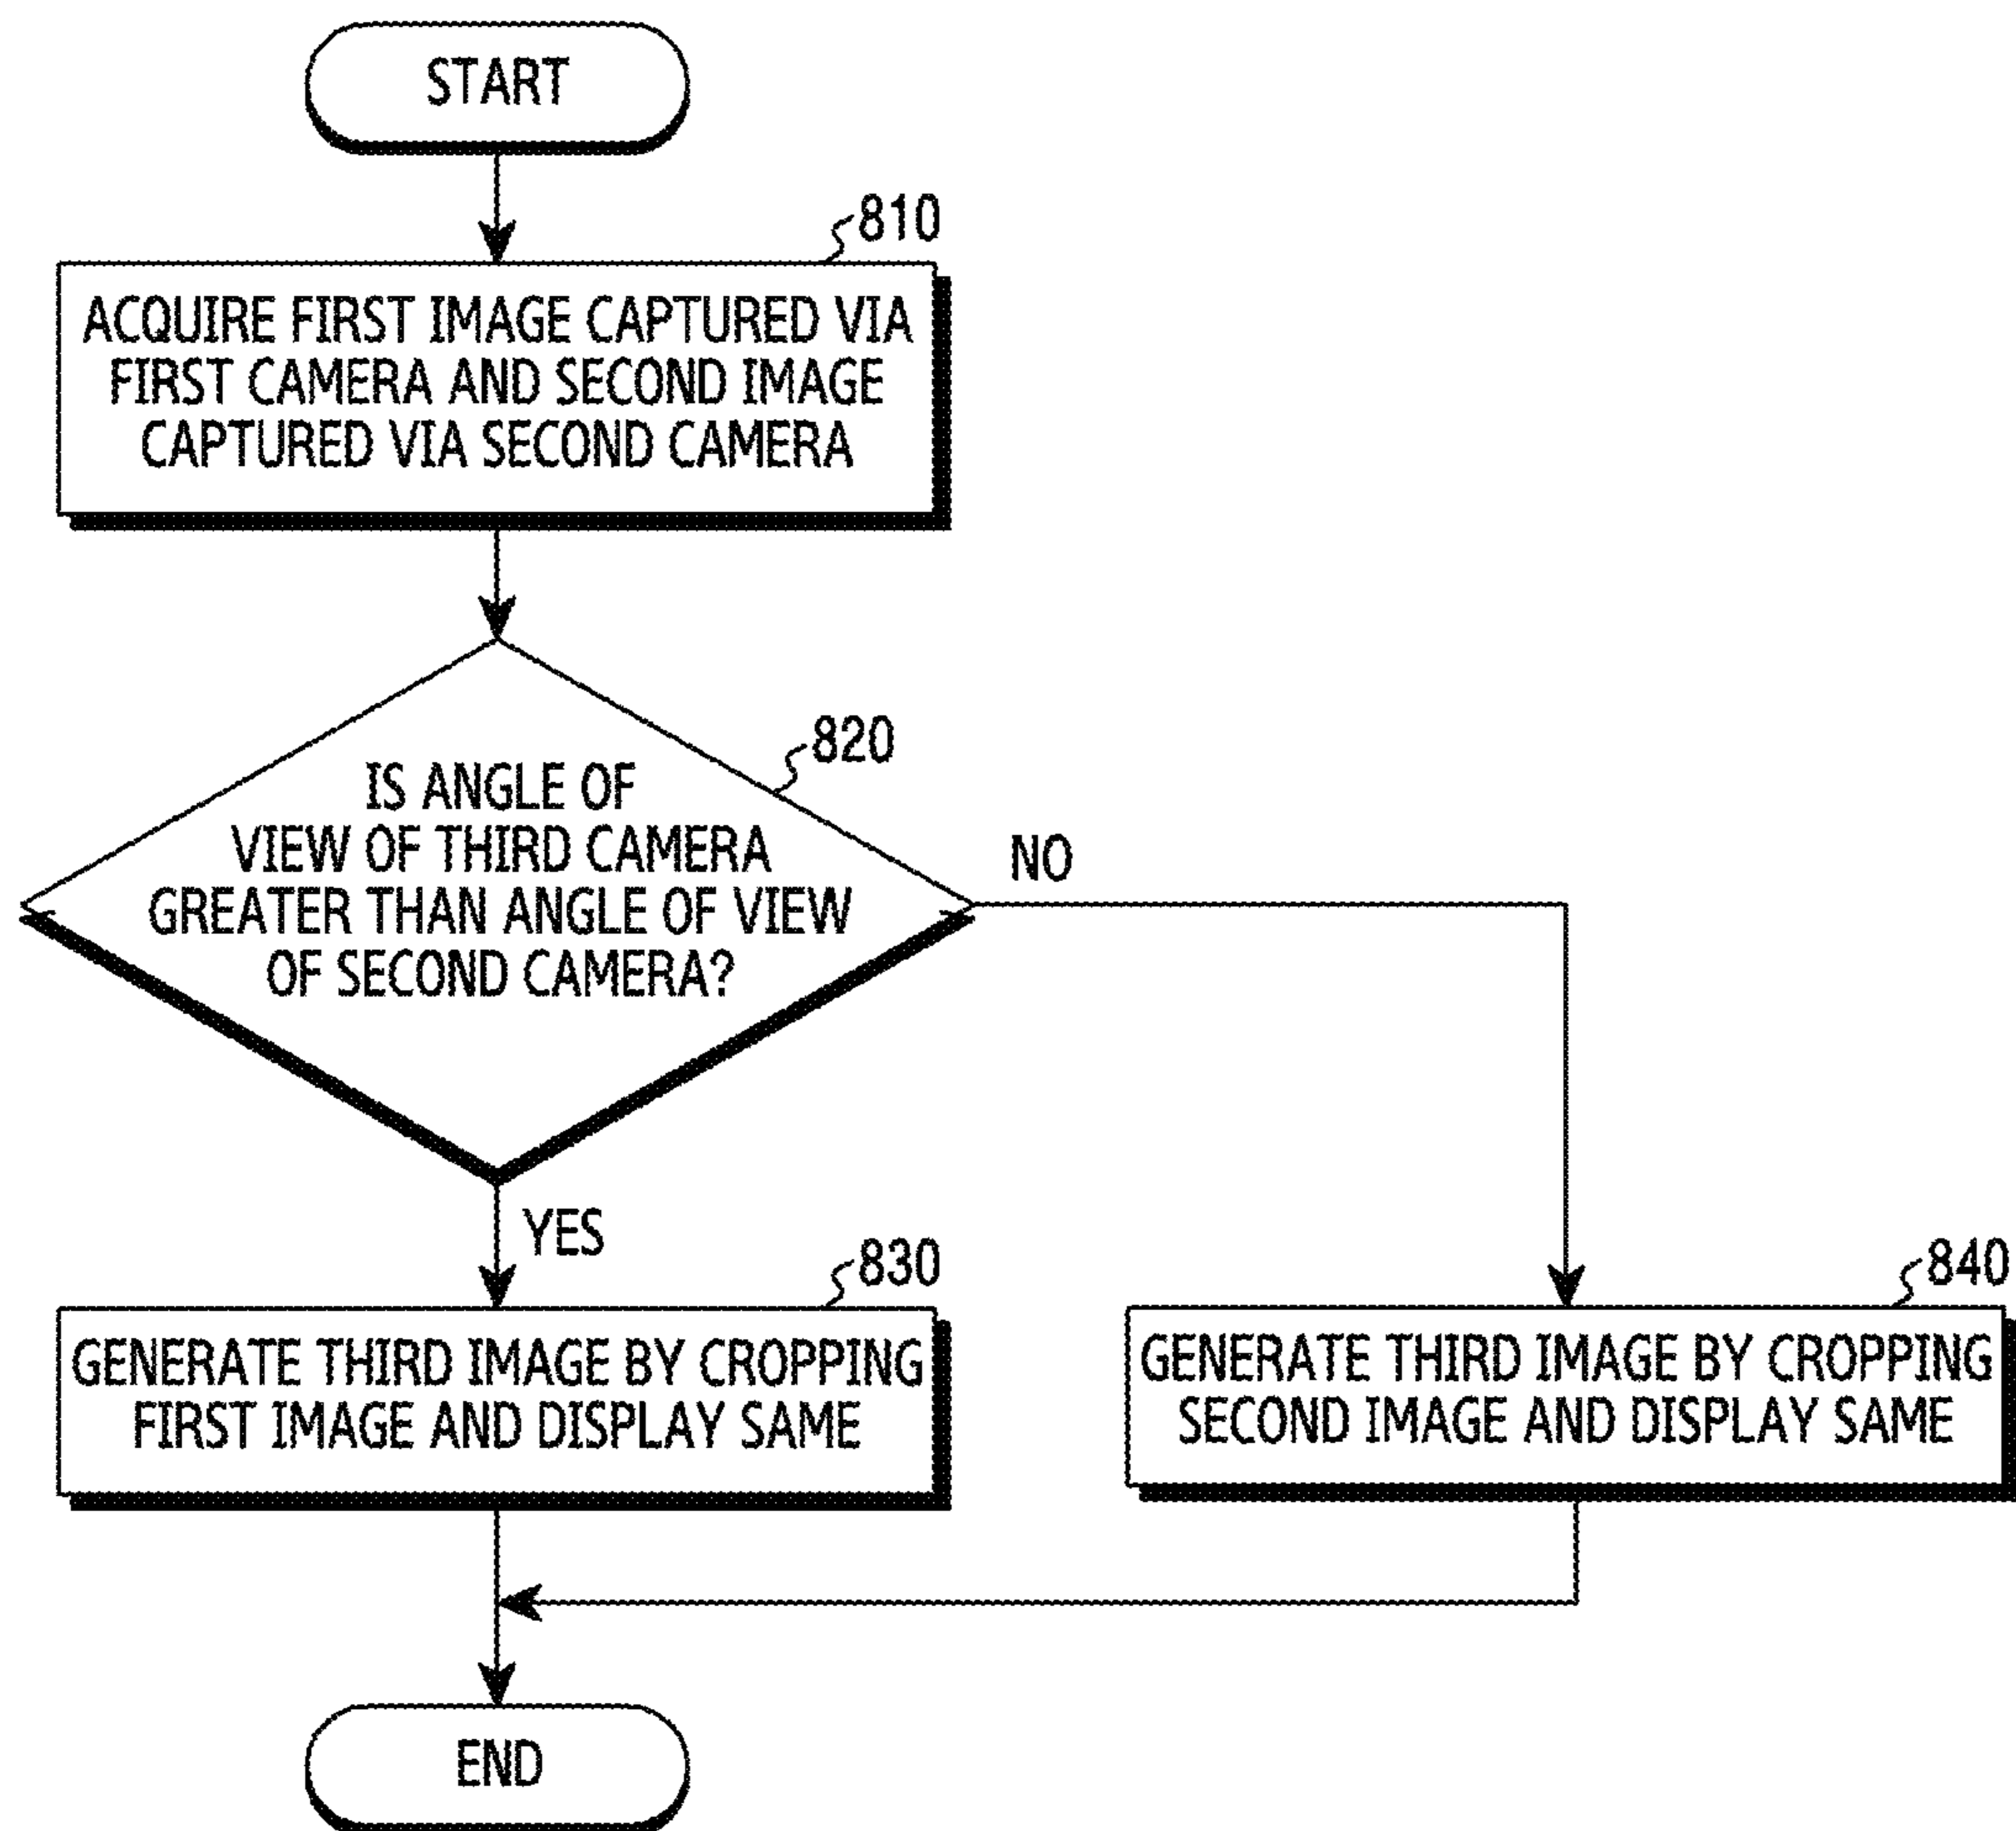 START
810
ACQUIRE FIRST IMAGE CAPTURED VIA
FIRST CAMERA AND SECOND IMAGE
CAPTURED VIA SECOND CAMERA
820
IS ANGLE OF
VIEW OF THIRD CAMERA
GREATER THAN ANGLE OF VIEW
OF SECOND CAMERA?
NO
YES
830
GENERATE THIRD IMAGE BY CROPPING
FIRST IMAGE AND DISPLAY SAME
840
GENERATE THIRD IMAGE BY CROPPING
SECOND IMAGE AND DISPLAY SAME
END